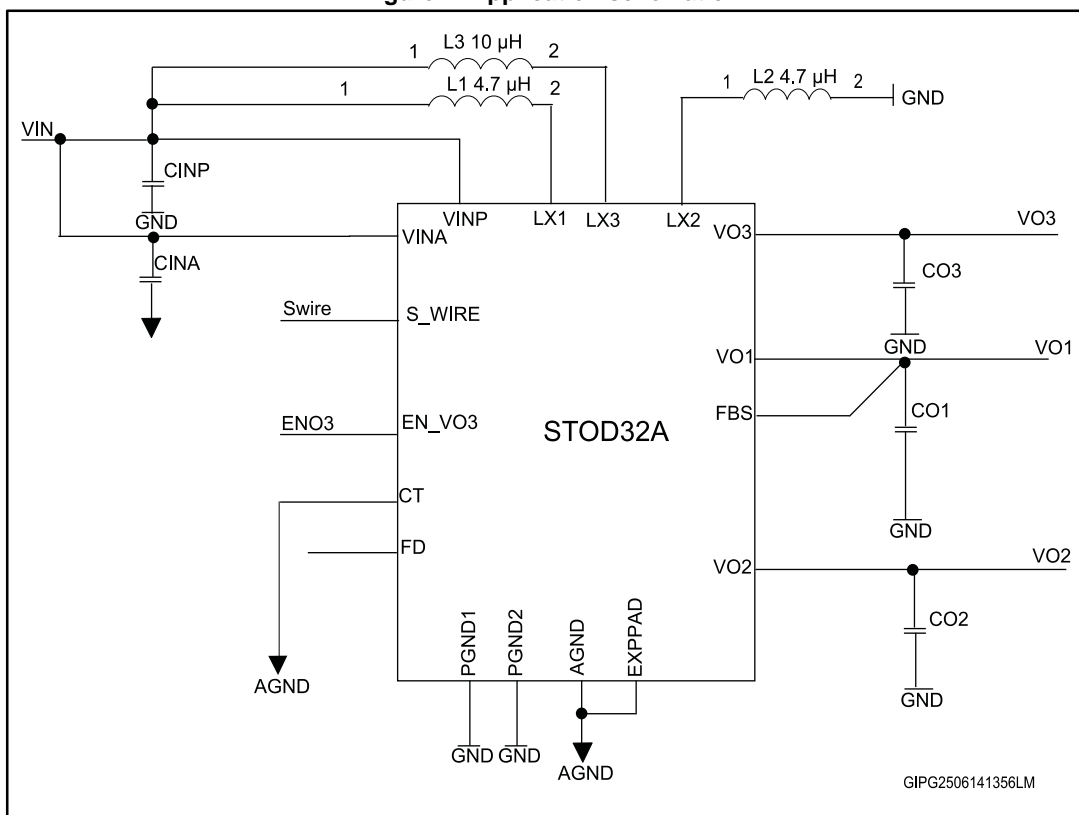 1 L3 10 µH 2
1 L1 4.7 µH 2
1 L2 4.7 µH 2
GND
VIN
CINP
GND
CINA
VINP LX1 LX3 LX2
VINA
VO3
VO3
CO3
GND
Swire
S_WIRE
VO1
VO1
FBS
CO1
GND
ENO3
EN_VO3
STOD32A
CT
FD
VO2
VO2
CO2
GND
AGND
PGND1
PGND2
AGND
EXPPAD
GND
GND
AGND
GIPG2506141356LM